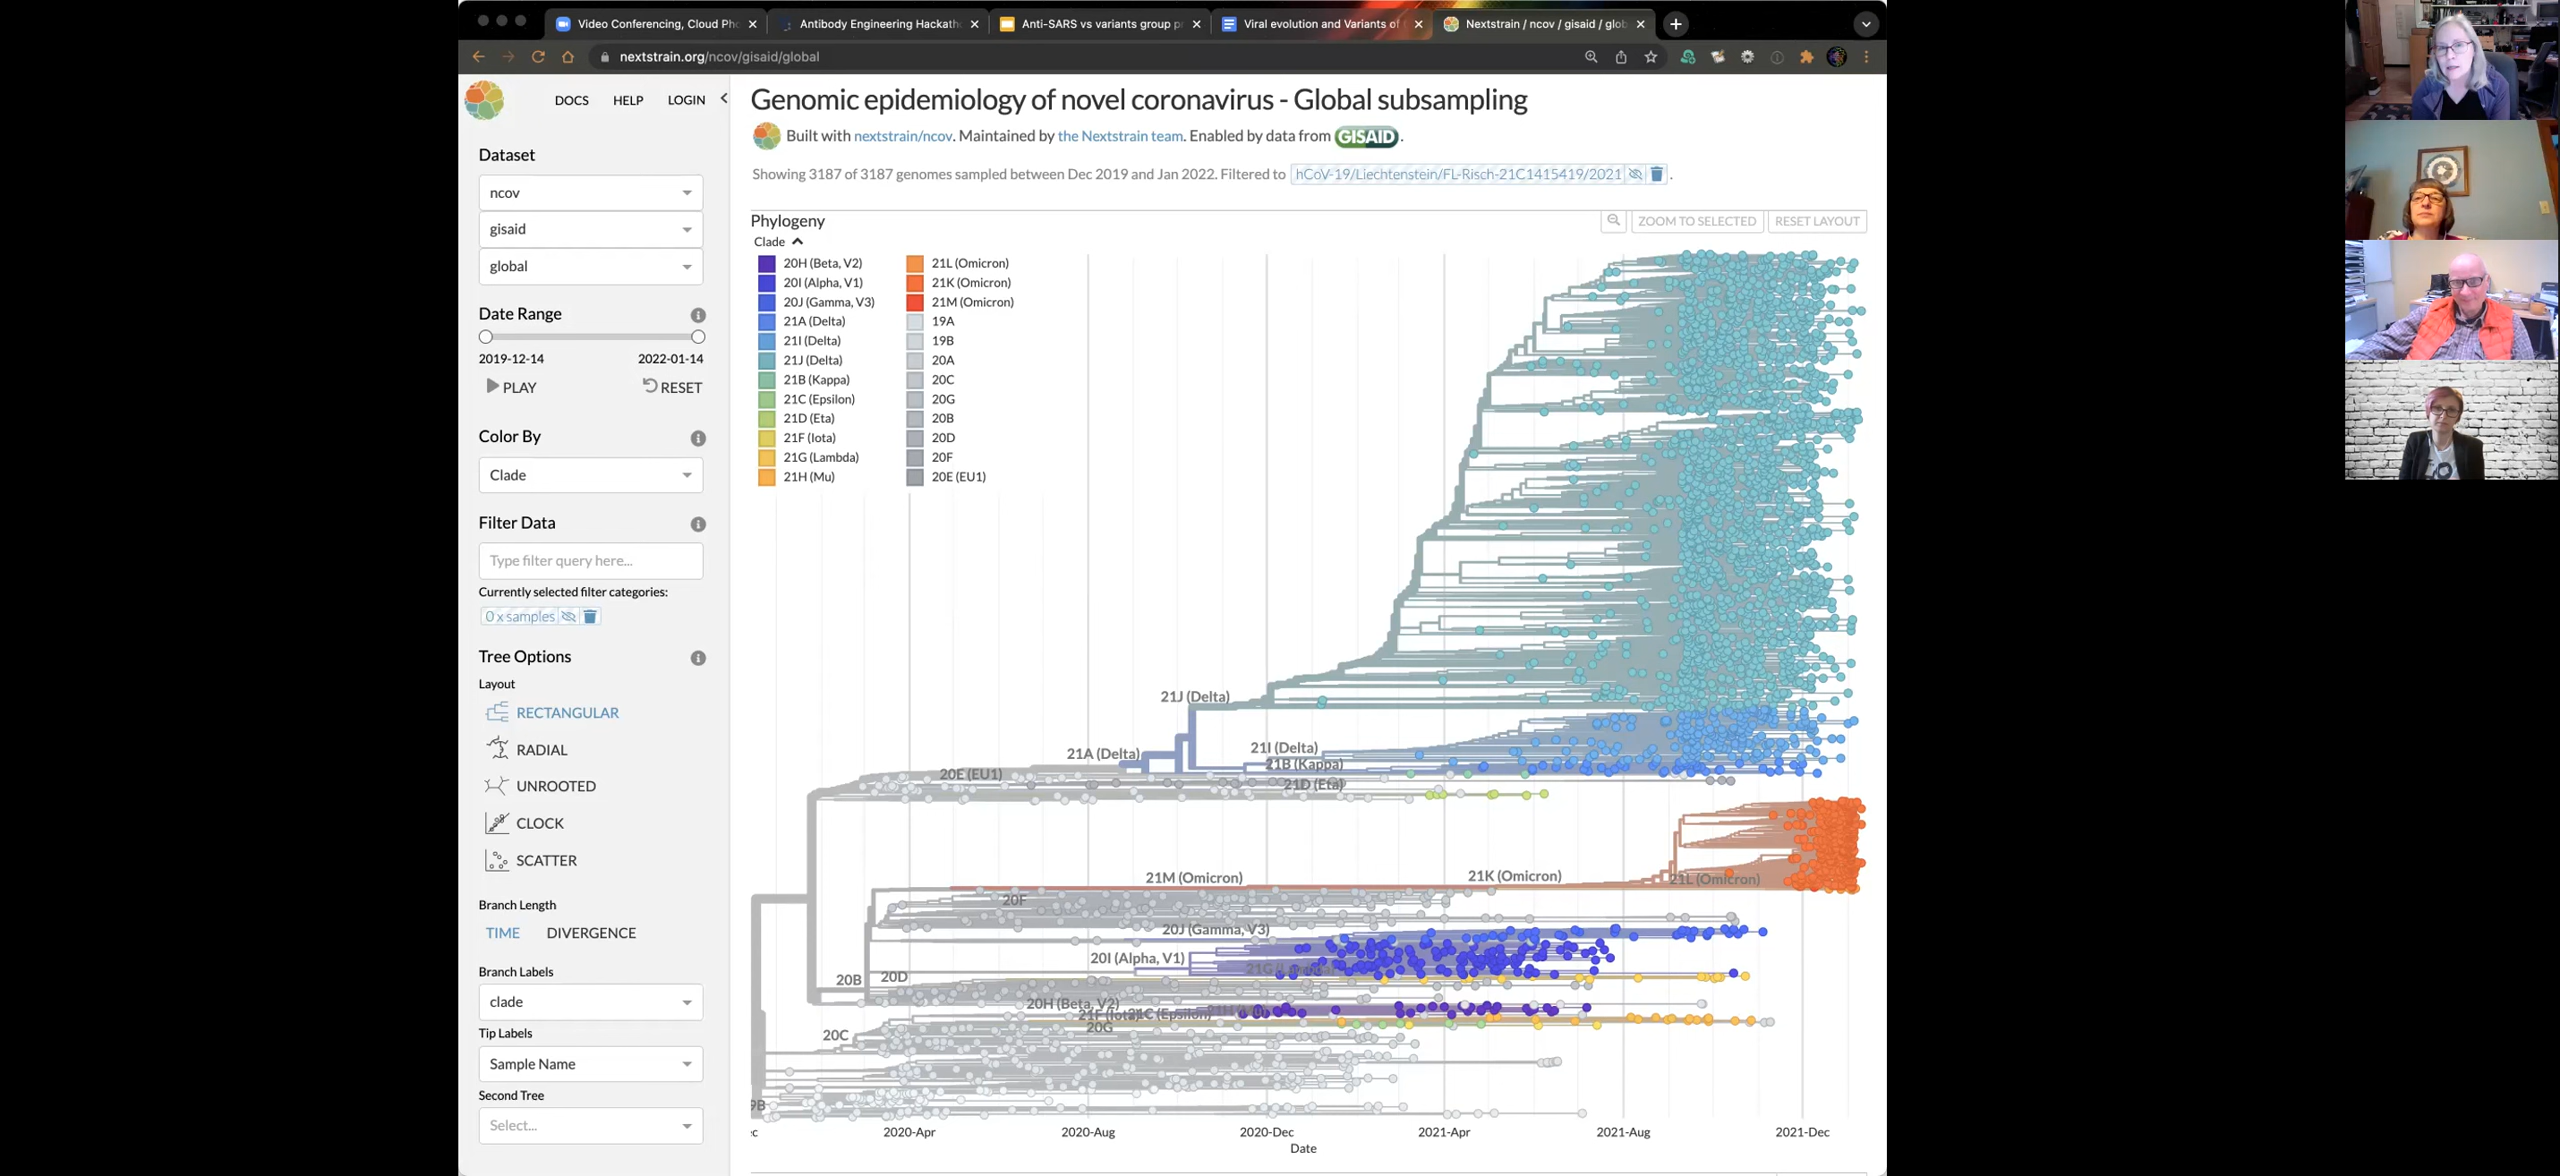 Video Conferencing, Cloud Pho
Antibody Engineering Hackath
Anti-SARS vs variants group pr
Viral evolution and Variants of
Nextstrain / ncov / gisaid / glob
nextstrain.org/ncov/gisaid/global
DOCS HELP LOGIN
Dataset
ncov
gisaid
global
Date Range
2019-12-14 2022-01-14
PLAY RESET
Color By
Clade
Filter Data
Type filter query here...
Currently selected filter categories:
0 x samples
Tree Options
Layout
RECTANGULAR
RADIAL
UNROOTED
CLOCK
SCATTER
Branch Length
TIME DIVERGENCE
Branch Labels
clade
Tip Labels
Sample Name
Second Tree
Select...
Genomic epidemiology of novel coronavirus - Global subsampling
Built with nextstrain/ncov. Maintained by the Nextstrain team. Enabled by data from GISAID.
Showing 3187 of 3187 genomes sampled between Dec 2019 and Jan 2022. Filtered to hCoV-19/Liechtenstein/FL-Risch-21C1415419/2021 .
Phylogeny
ZOOM TO SELECTED RESET LAYOUT
Clade
20H (Beta, V2)
20I (Alpha, V1)
20J (Gamma, V3)
21A (Delta)
21I (Delta)
21J (Delta)
21B (Kappa)
21C (Epsilon)
21D (Eta)
21F (Iota)
21G (Lambda)
21H (Mu)
21L (Omicron)
21K (Omicron)
21M (Omicron)
19A
19B
20A
20C
20G
20B
20D
20F
20E (EU1)
21J (Delta)
21A (Delta)
21I (Delta)
21B (Kappa)
20E (EU1)
21D (Eta)
21M (Omicron)
21K (Omicron)
21L (Omicron)
20F
20J (Gamma, V3)
20I (Alpha, V1)
21G (Lambda)
20B
20D
20H (Beta, V2)
21F (Iota)
21C (Epsilon)
20G
20C
9B
ec 2020-Apr 2020-Aug 2020-Dec 2021-Apr 2021-Aug 2021-Dec
Date